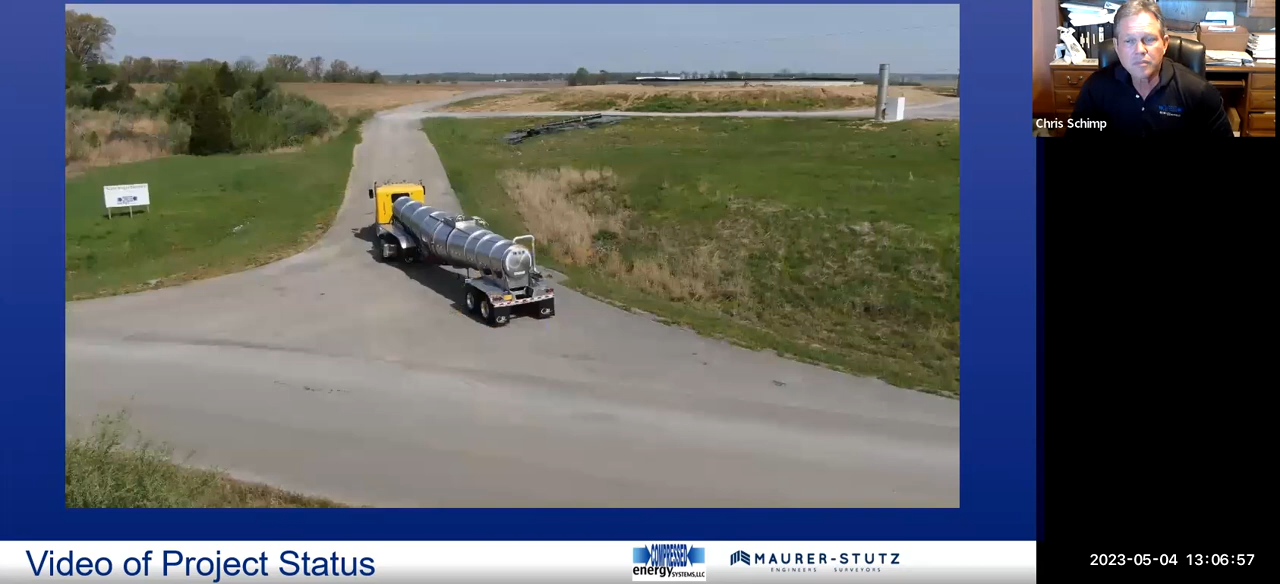 Chris Schimp
Video of Project Status
COMPRESSED
energy SYSTEMS, LLC
MAURER-STUTZ
ENGINEERS SURVEYORS
2023-05-04 13:06:57